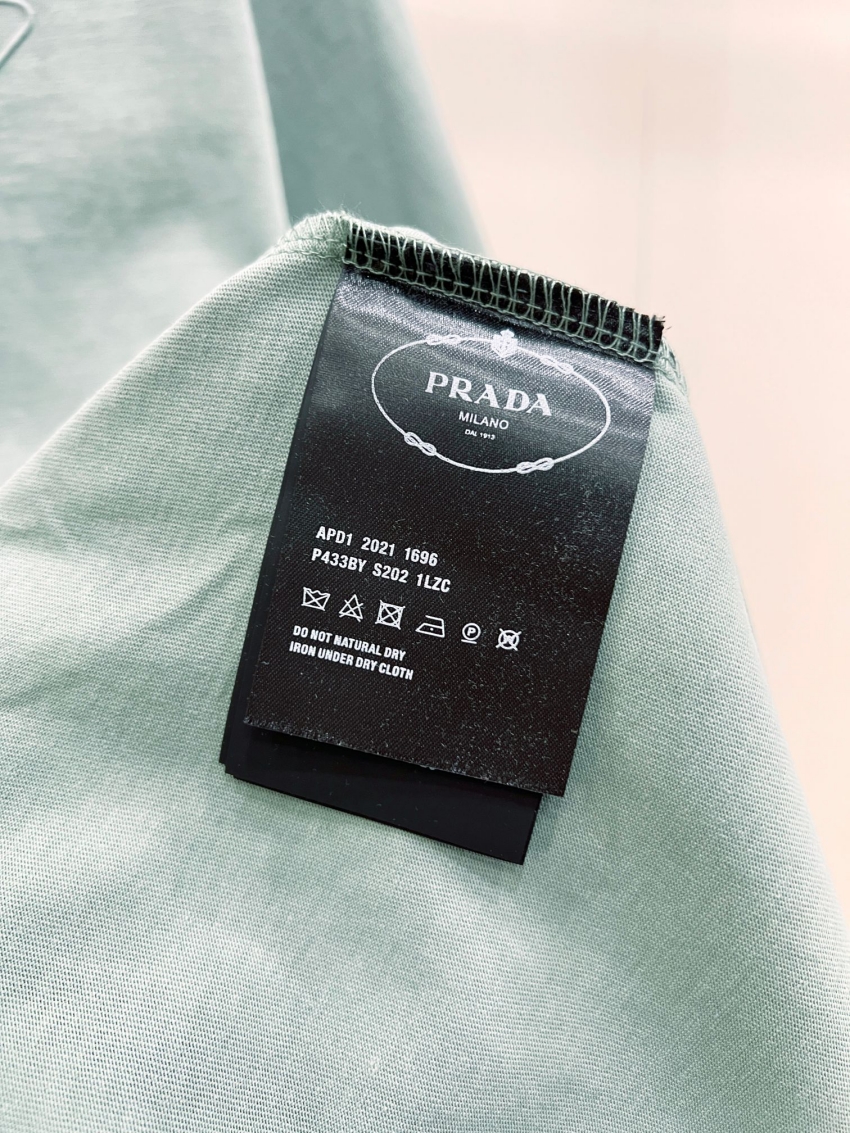 PRADA
MILANO
DAL 1913
APD1 2021 1696
P433BY S202 1LZC
P
DO NOT NATURAL DRY
IRON UNDER DRY CLOTH